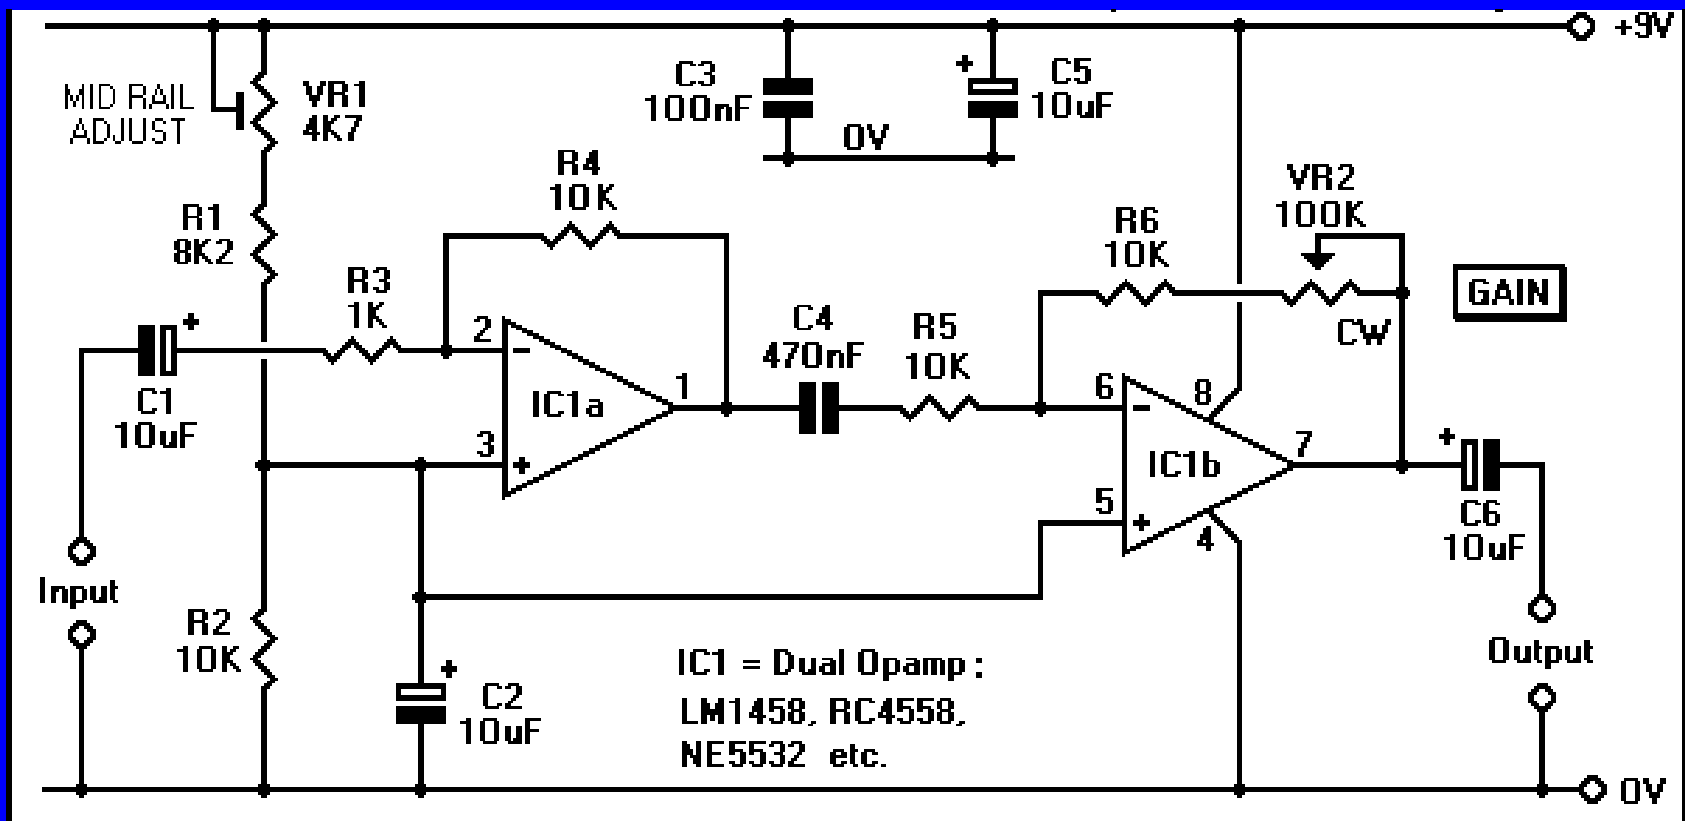 +9V
MID RAIL
ADJUST
VR1
4K7
C3
100nF
C5
10uF
+
0V
R4
10K
VR2
100K
R1
8K2
R6
10K
R3
1K
GAIN
C4
470nF
R5
10K
CW
+
C1
10uF
2
-
IC1a
1
3
+
6
-
8
IC1b
7
5
+
4
+
C6
10uF
Input
R2
10K
+
C2
10uF
IC1 = Dual Opamp :
LM1458, RC4558,
NE5532 etc.
Output
0V